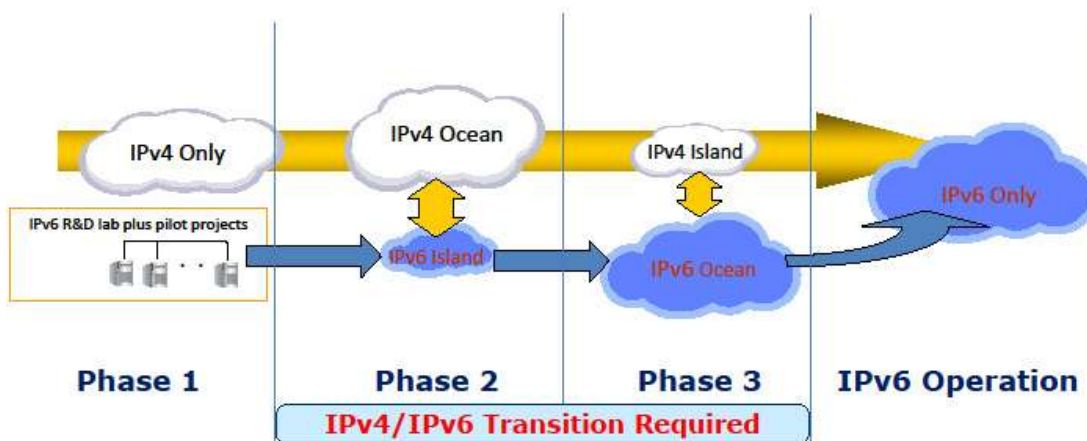 IPv4 Only
IPv4 Ocean
IPv4 Island
IPv6 Only
IPv6 R&D lab plus pilot projects
IPv6 Island
IPv6 Ocean
Phase 1
Phase 2
Phase 3
IPv6 Operation
IPv4/IPv6 Transition Required